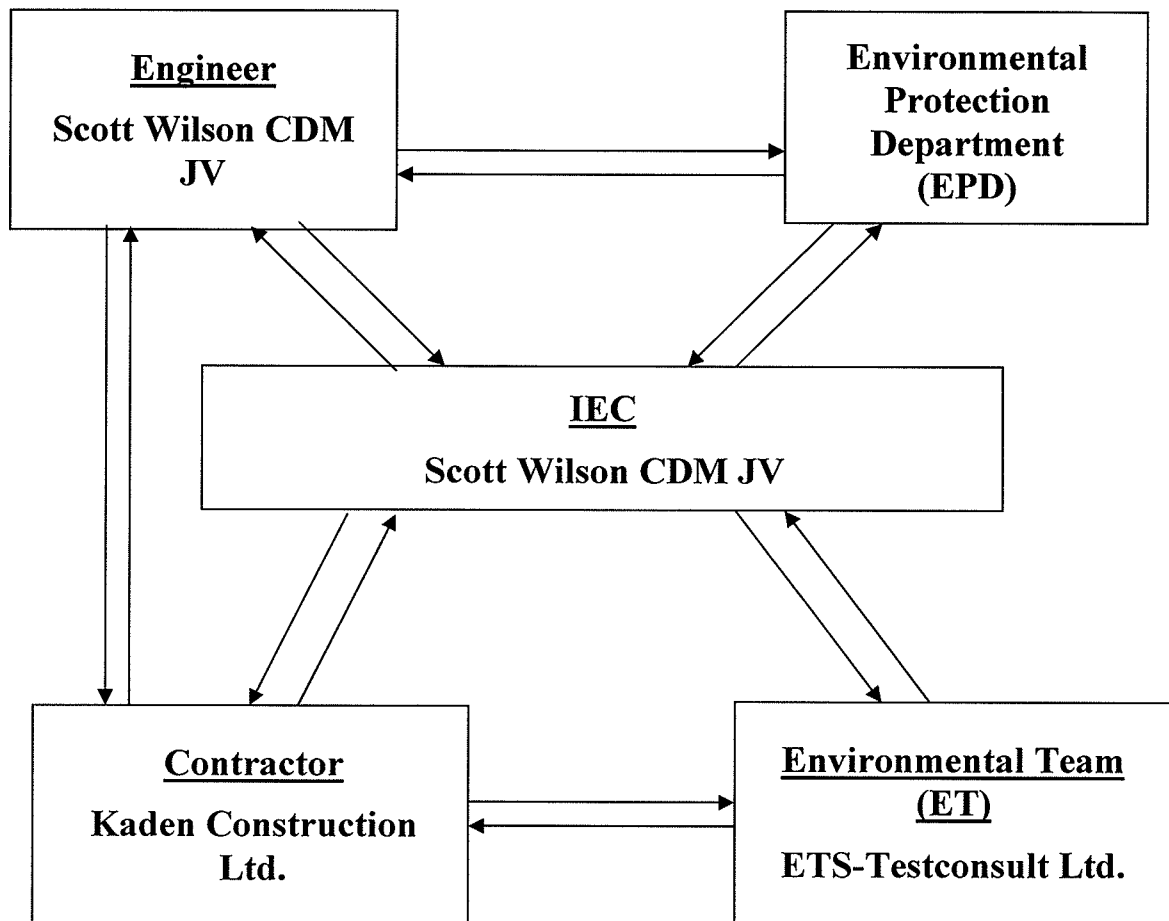 Engineer
Scott Wilson CDM
JV
Environmental
Protection
Department
(EPD)
IEC
Scott Wilson CDM JV
Contractor
Kaden Construction
Ltd.
Environmental Team
(ET)
ETS-Testconsult Ltd.